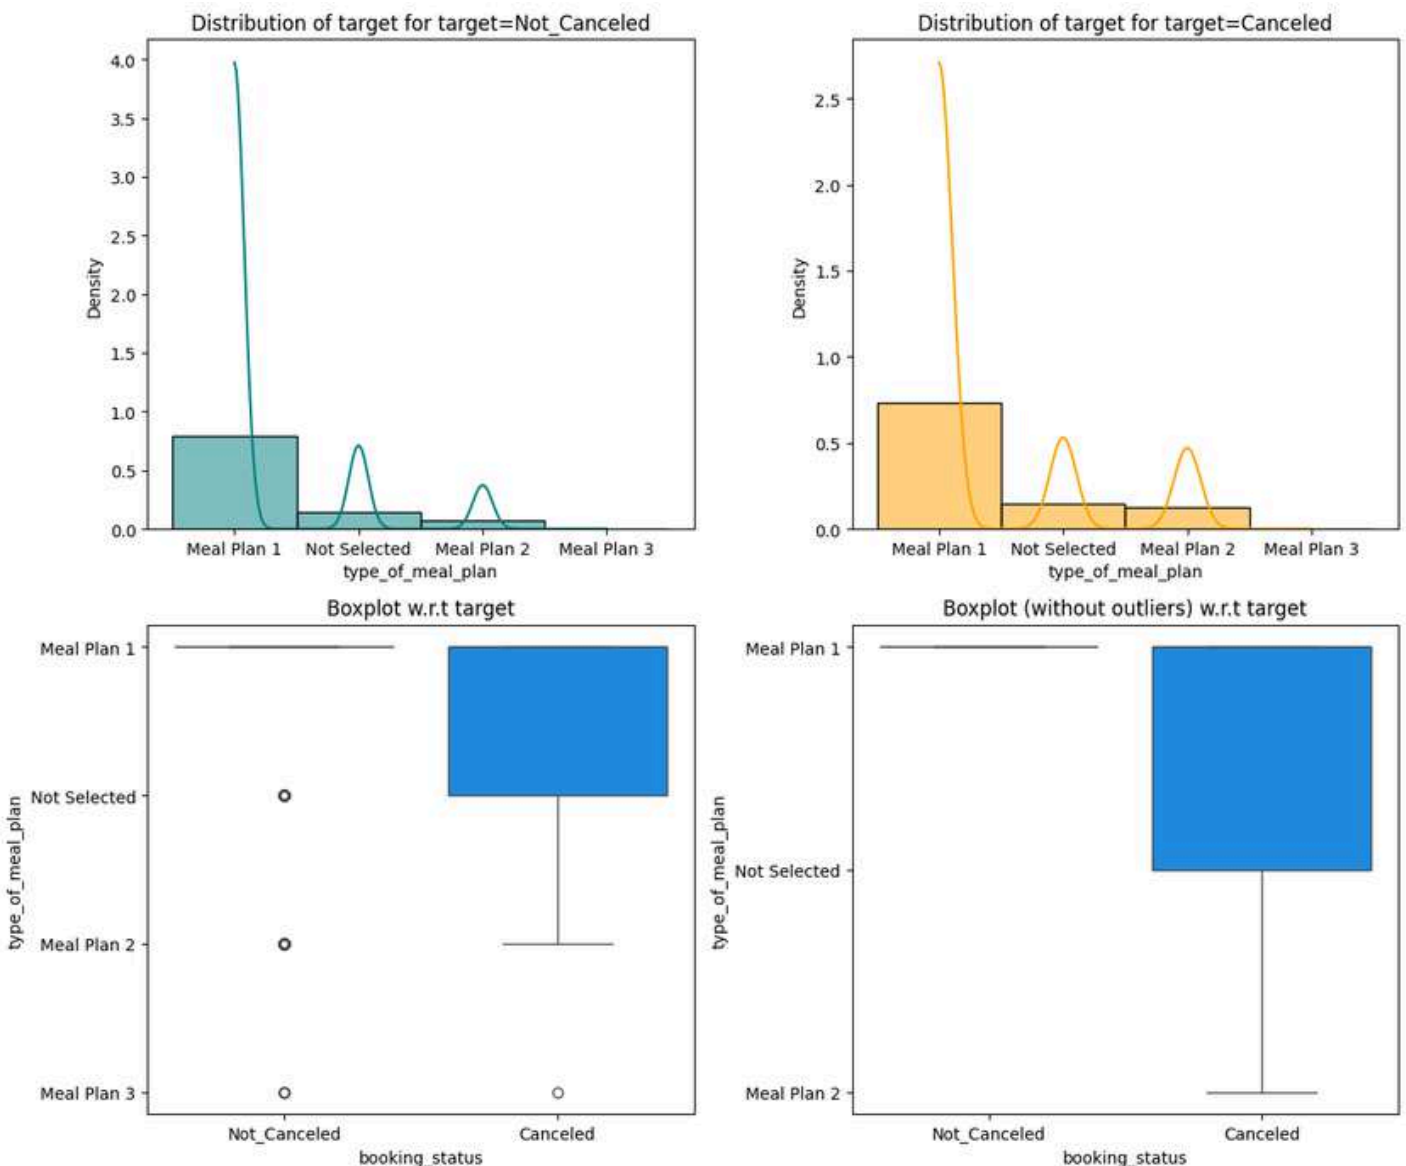 Distribution of target for target=Not_Canceled
4.0
3.5
3.0
2.5
2.0
1.5
1.0
0.5
0.0
Density
Meal Plan 1 Not Selected Meal Plan 2 Meal Plan 3
type_of_meal_plan
Distribution of target for target=Canceled
2.5
2.0
1.5
1.0
0.5
0.0
Density
Meal Plan 1 Not Selected Meal Plan 2 Meal Plan 3
type_of_meal_plan
Boxplot w.r.t target
Meal Plan 1
Not Selected
Meal Plan 2
Meal Plan 3
type_of_meal_plan
Not_Canceled Canceled
booking_status
Boxplot (without outliers) w.r.t target
Meal Plan 1
Not Selected
Meal Plan 2
type_of_meal_plan
Not_Canceled Canceled
booking_status